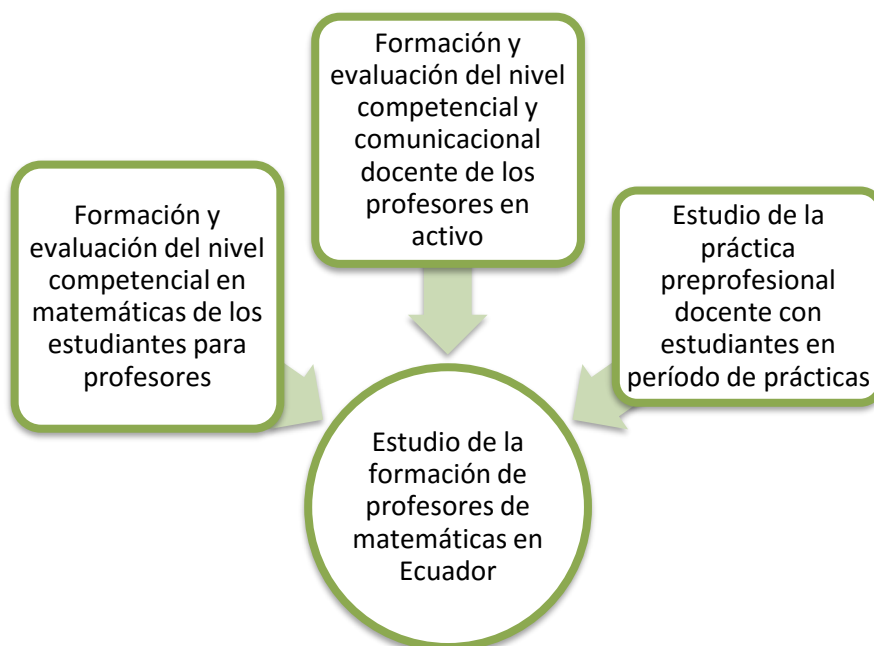 Formación y
evaluación del nivel
competencial en
matemáticas de los
estudiantes para
profesores
Formación y
evaluación del nivel
competencial y
comunicacional
docente de los
profesores en
activo
Estudio de la
práctica
preprofesional
docente con
estudiantes en
período de prácticas
Estudio de la
formación de
profesores de
matemáticas en
Ecuador